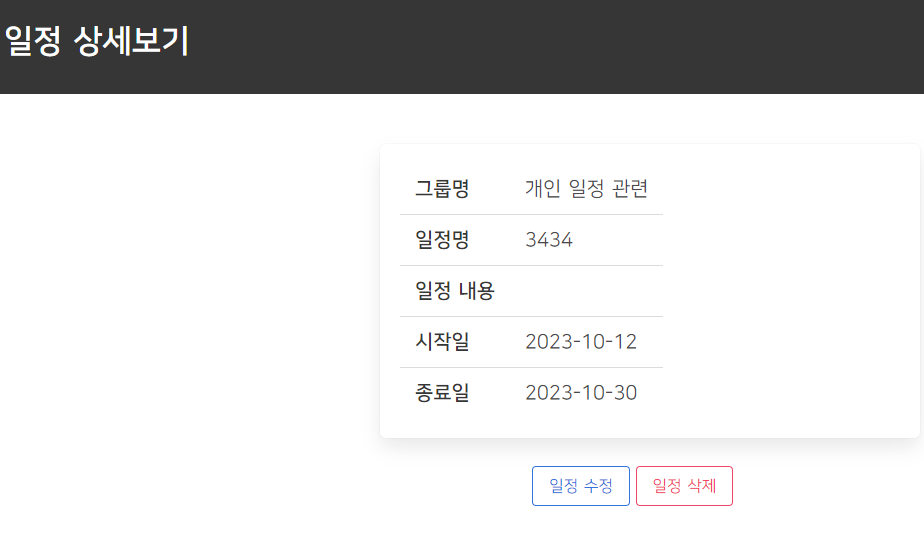 일정 상세보기
그룹명 개인 일정 관련
일정명 3434
일정 내용
시작일 2023-10-12
종료일 2023-10-30
일정 수정 일정 삭제